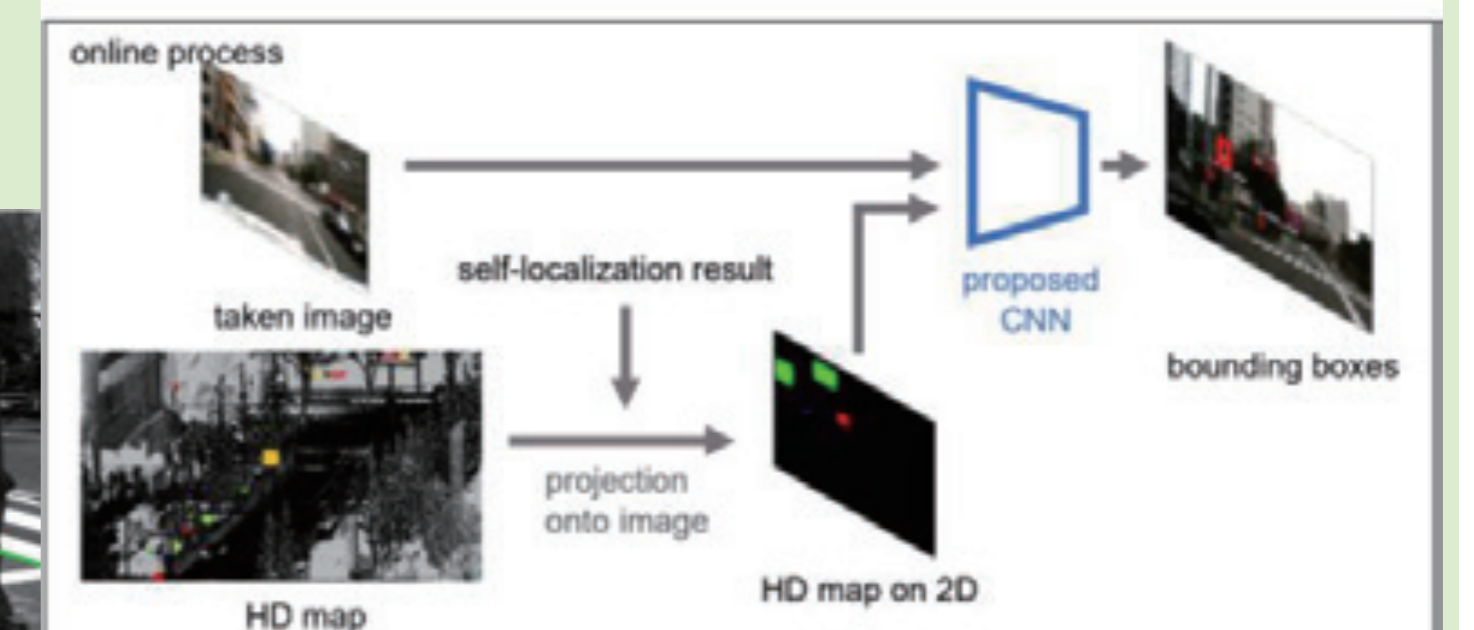 online process
taken image
self-localization result
proposed
CNN
bounding boxes
projection
onto image
HD map on 2D
HD map